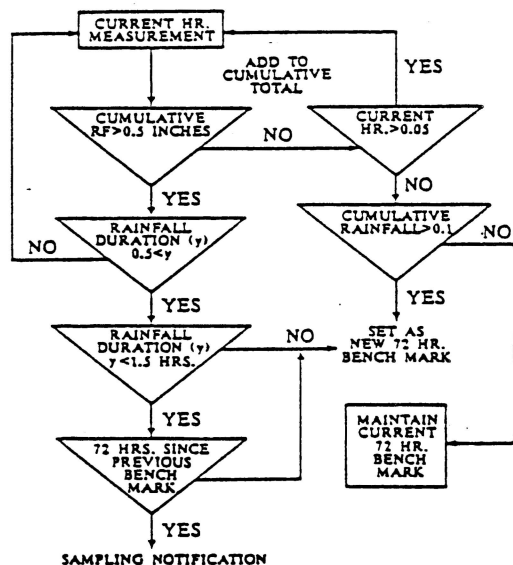 CURRENT HR.
MEASUREMENT
ADD TO
CUMULATIVE
TOTAL
YES
CUMULATIVE
RF>0.5 INCHES
NO
CURRENT
HR.>0.05
YES
NO
RAINFALL
DURATION (y)
0.5<y
NO
CUMULATIVE
RAINFALL>0.1
NO
YES
YES
RAINFALL
DURATION (y)
y<1.5 HRS.
NO
SET AS
NEW 72 HR.
BENCH MARK
YES
72 HRS. SINCE
PREVIOUS
BENCH
MARK
MAINTAIN
CURRENT
72 HR.
BENCH
MARK
YES
SAMPLING NOTIFICATION